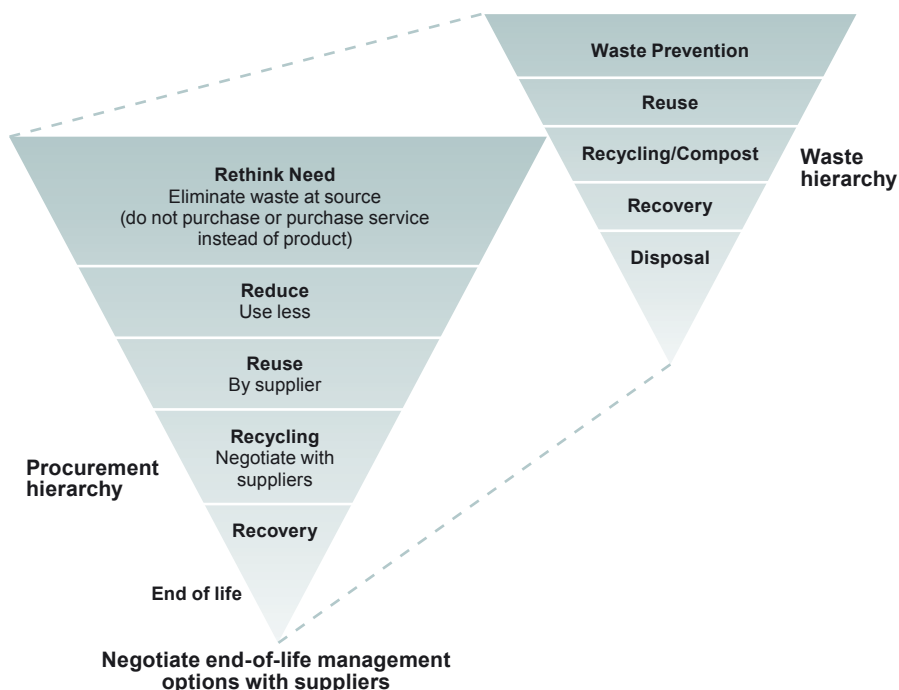 Waste Prevention
Reuse
Recycling/Compost
Recovery
Disposal
Waste
hierarchy
Rethink Need
Eliminate waste at source
(do not purchase or purchase service
instead of product)
Reduce
Use less
Reuse
By supplier
Recycling
Negotiate with
suppliers
Procurement
hierarchy
Recovery
End of life
Negotiate end-of-life management
options with suppliers